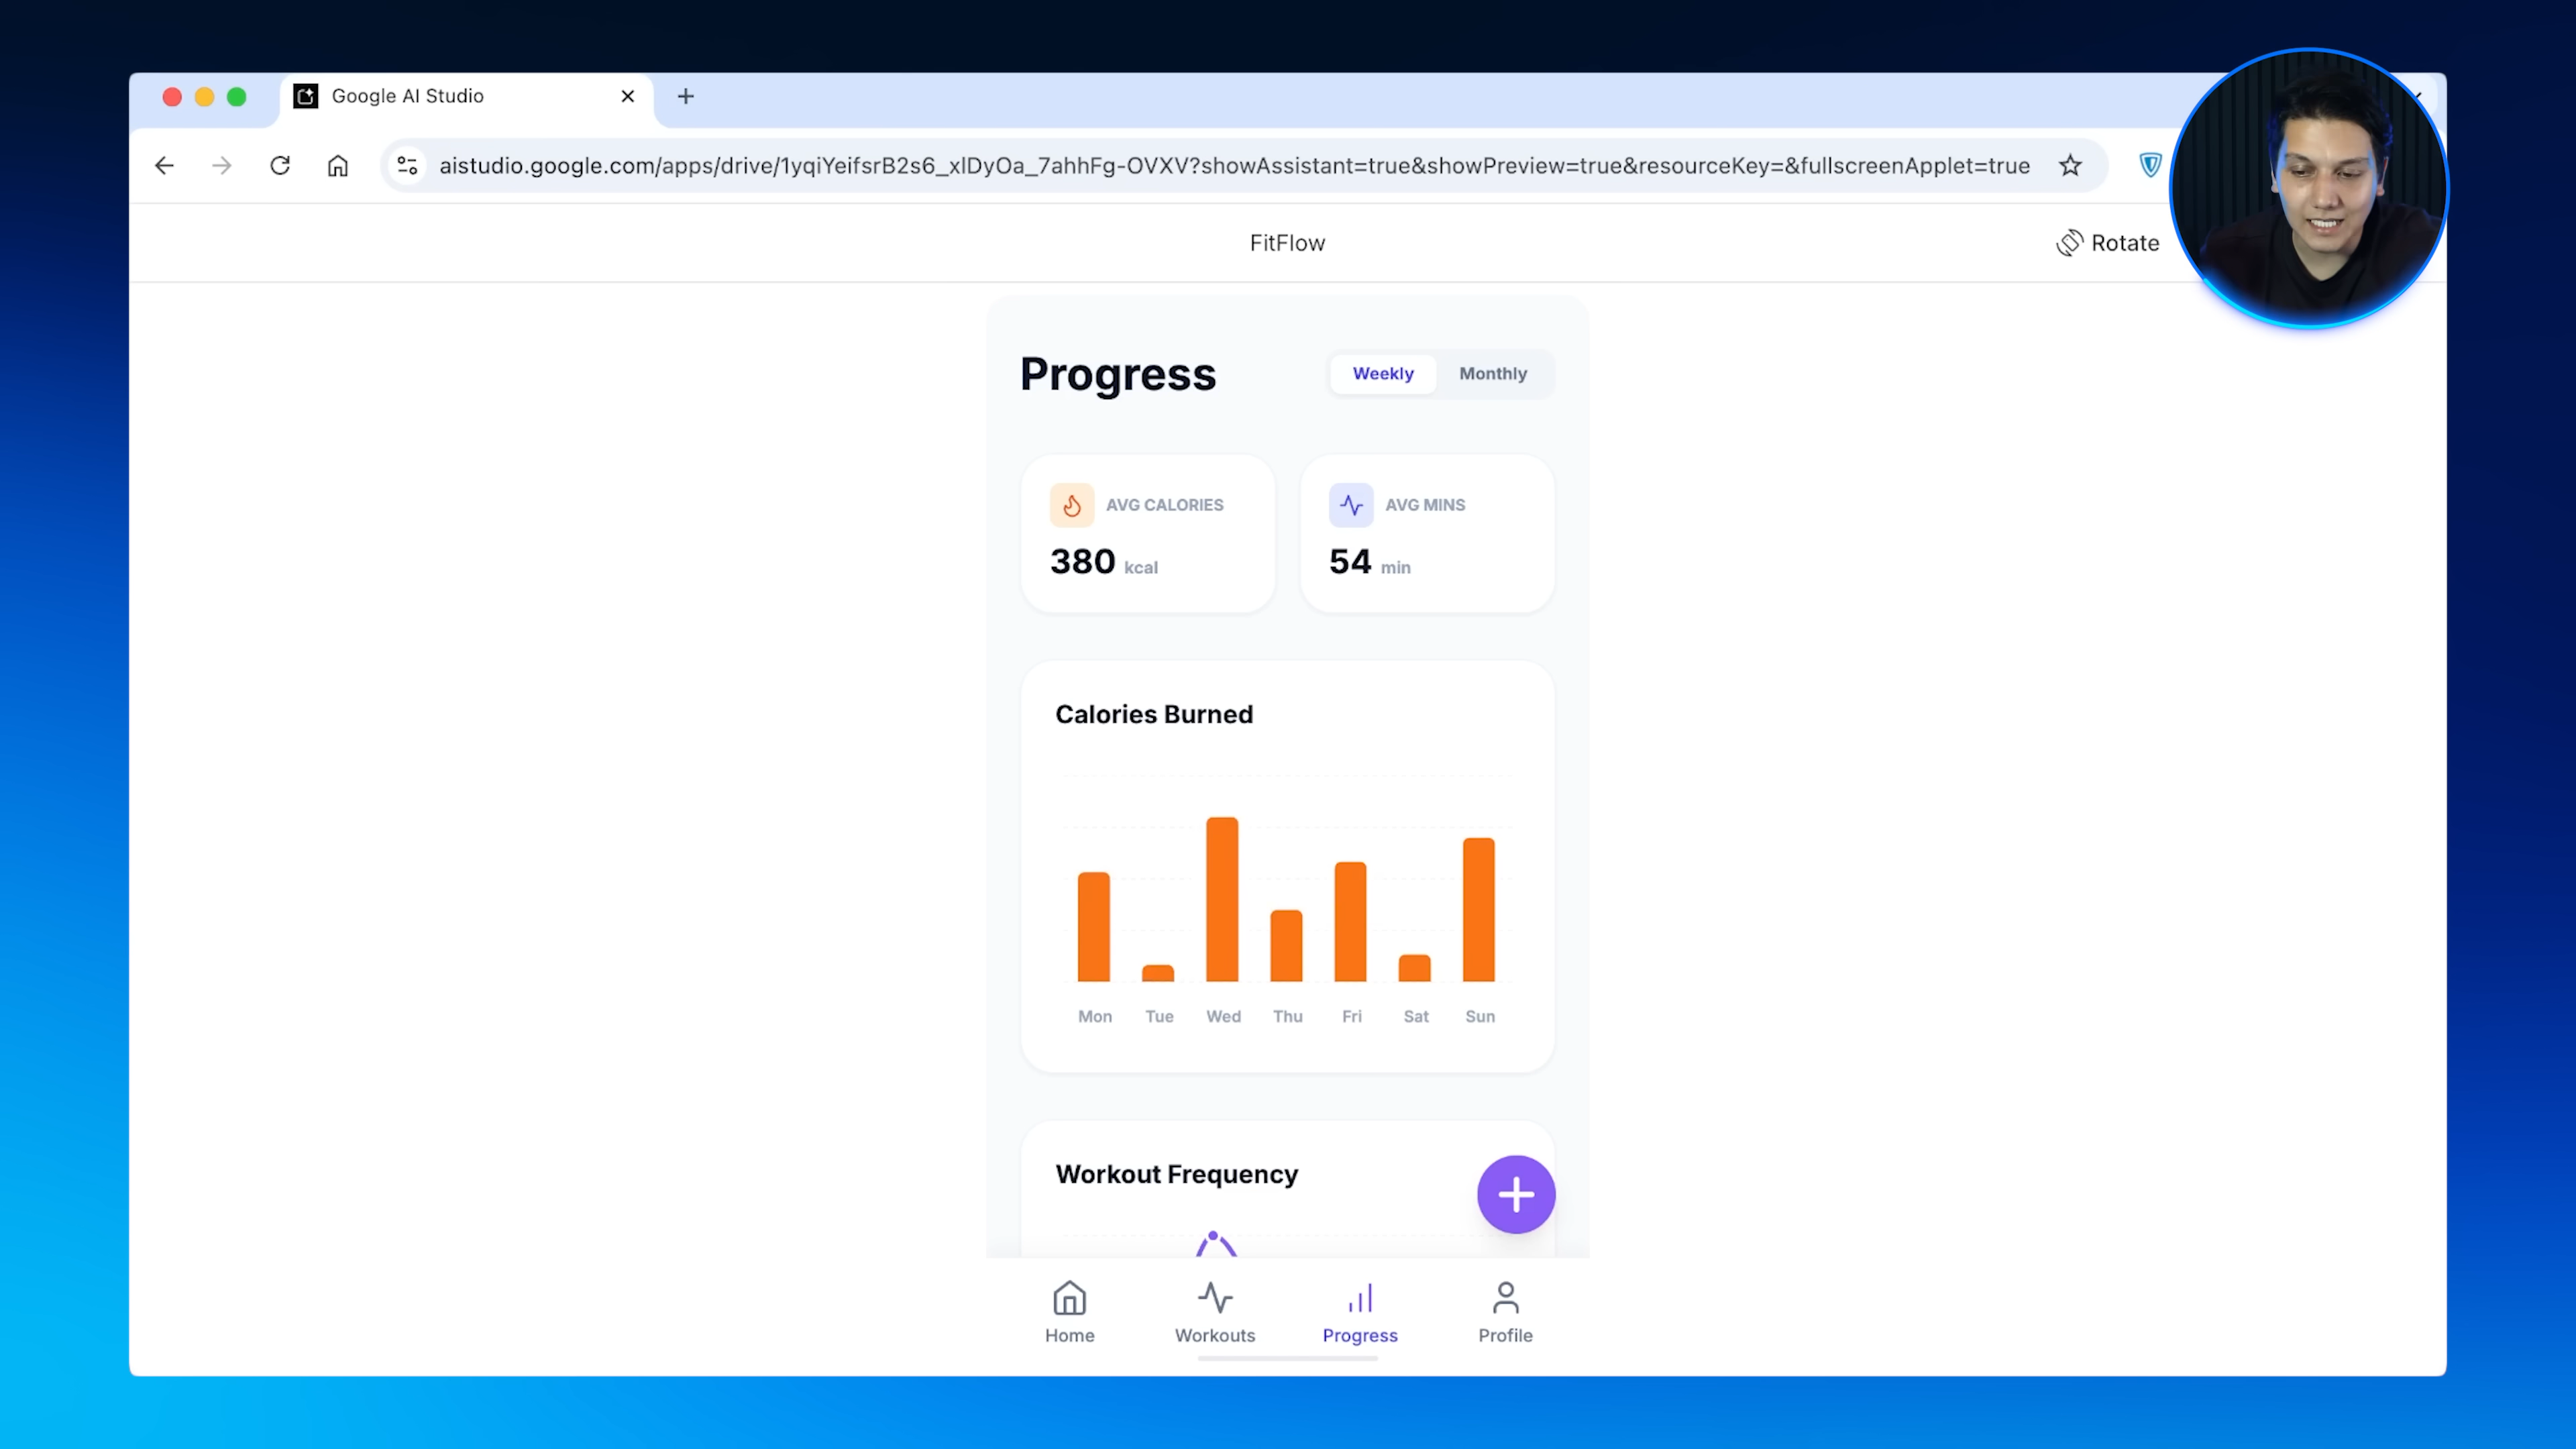 Google AI Studio
aistudio.google.com/apps/drive/1yqiYeifsrB2s6_xlDyOa_7ahhFg-OVXV?showAssistant=true&showPreview=true&resourceKey=&fullscreenApplet=true
FitFlow
Rotate
Progress
Weekly Monthly
AVG CALORIES
380 kcal
AVG MINS
54 min
Calories Burned
Mon Tue Wed Thu Fri Sat Sun
Workout Frequency
Home Workouts Progress Profile